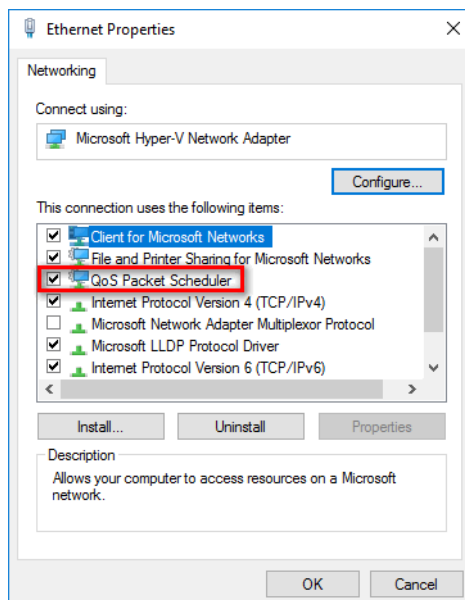 Ethernet Properties
Networking
Connect using:
Microsoft Hyper-V Network Adapter
Configure...
This connection uses the following items:
Client for Microsoft Networks
File and Printer Sharing for Microsoft Networks
QoS Packet Scheduler
Internet Protocol Version 4 (TCP/IPv4)
Microsoft Network Adapter Multiplexor Protocol
Microsoft LLDP Protocol Driver
Internet Protocol Version 6 (TCP/IPv6)
Install... Uninstall Properties
Description
Allows your computer to access resources on a Microsoft
network.
OK Cancel